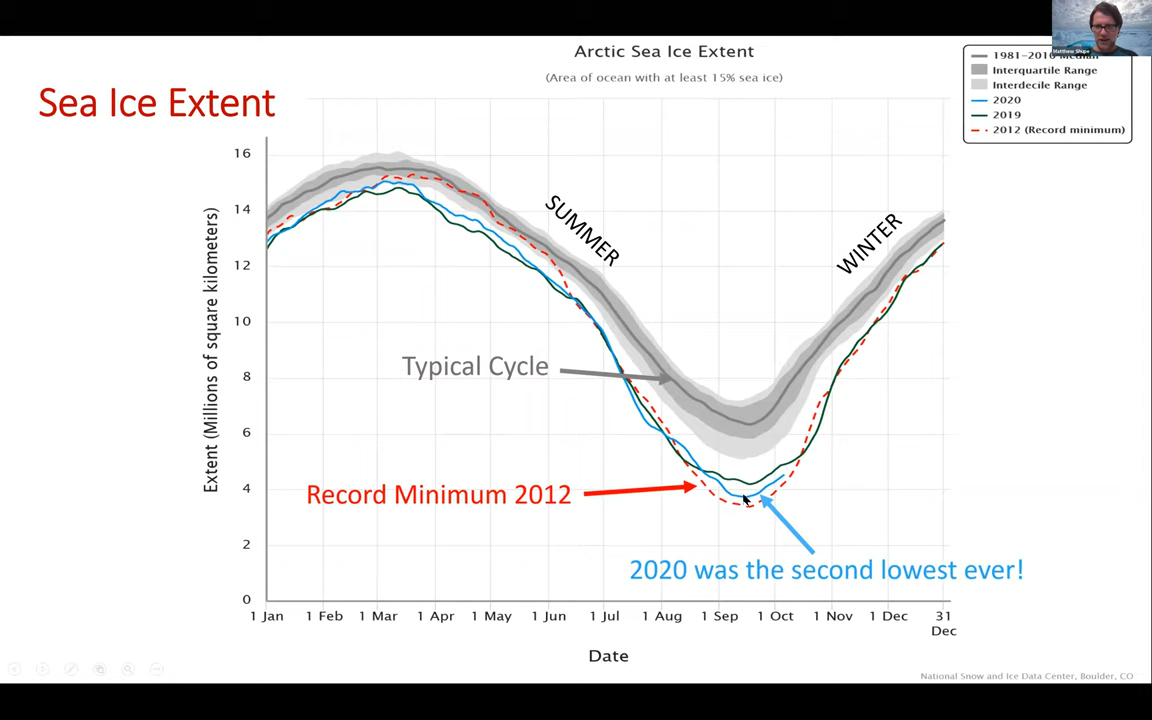 Matthew Shupe
Arctic Sea Ice Extent
(Area of ocean with at least 15% sea ice)
Sea Ice Extent
1981-2010 Median
Interquartile Range
Interdecile Range
2020
2019
2012 (Record minimum)
Extent (Millions of square kilometers)
16
14
12
10
8
6
4
2
0
SUMMER
WINTER
Typical Cycle
Record Minimum 2012
2020 was the second lowest ever!
1 Jan
1 Feb
1 Mar
1 Apr
1 May
1 Jun
1 Jul
1 Aug
1 Sep
1 Oct
1 Nov
1 Dec
31
Dec
Date
National Snow and Ice Data Center, Boulder, CO